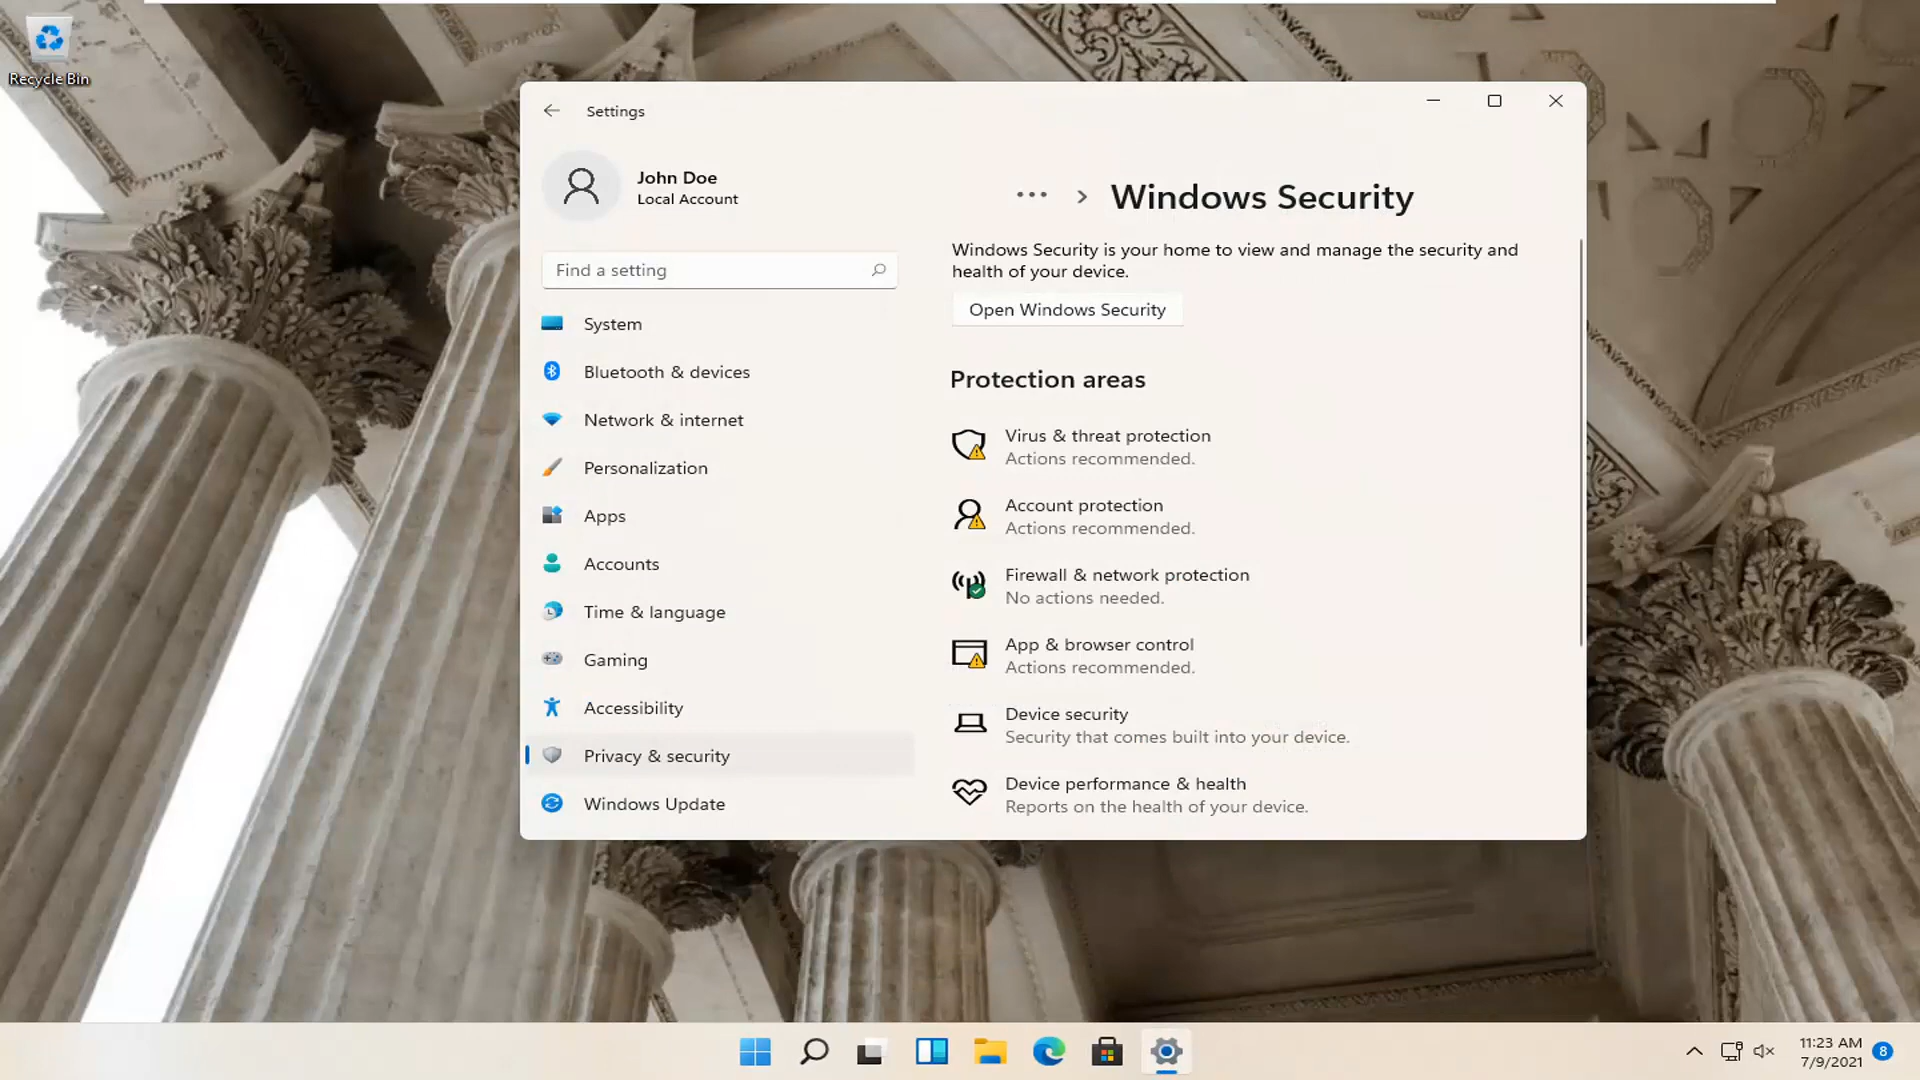 Recycle Bin
Settings
John Doe
Local Account
Find a setting
System
Bluetooth & devices
Network & internet
Personalization
Apps
Accounts
Time & language
Gaming
Accessibility
Privacy & security
Windows Update
Windows Security
Windows Security is your home to view and manage the security and
health of your device.
Open Windows Security
Protection areas
Virus & threat protection
Actions recommended.
Account protection
Actions recommended.
Firewall & network protection
No actions needed.
App & browser control
Actions recommended.
Device security
Security that comes built into your device.
Device performance & health
Reports on the health of your device.
11:23 AM
7/9/2021
8